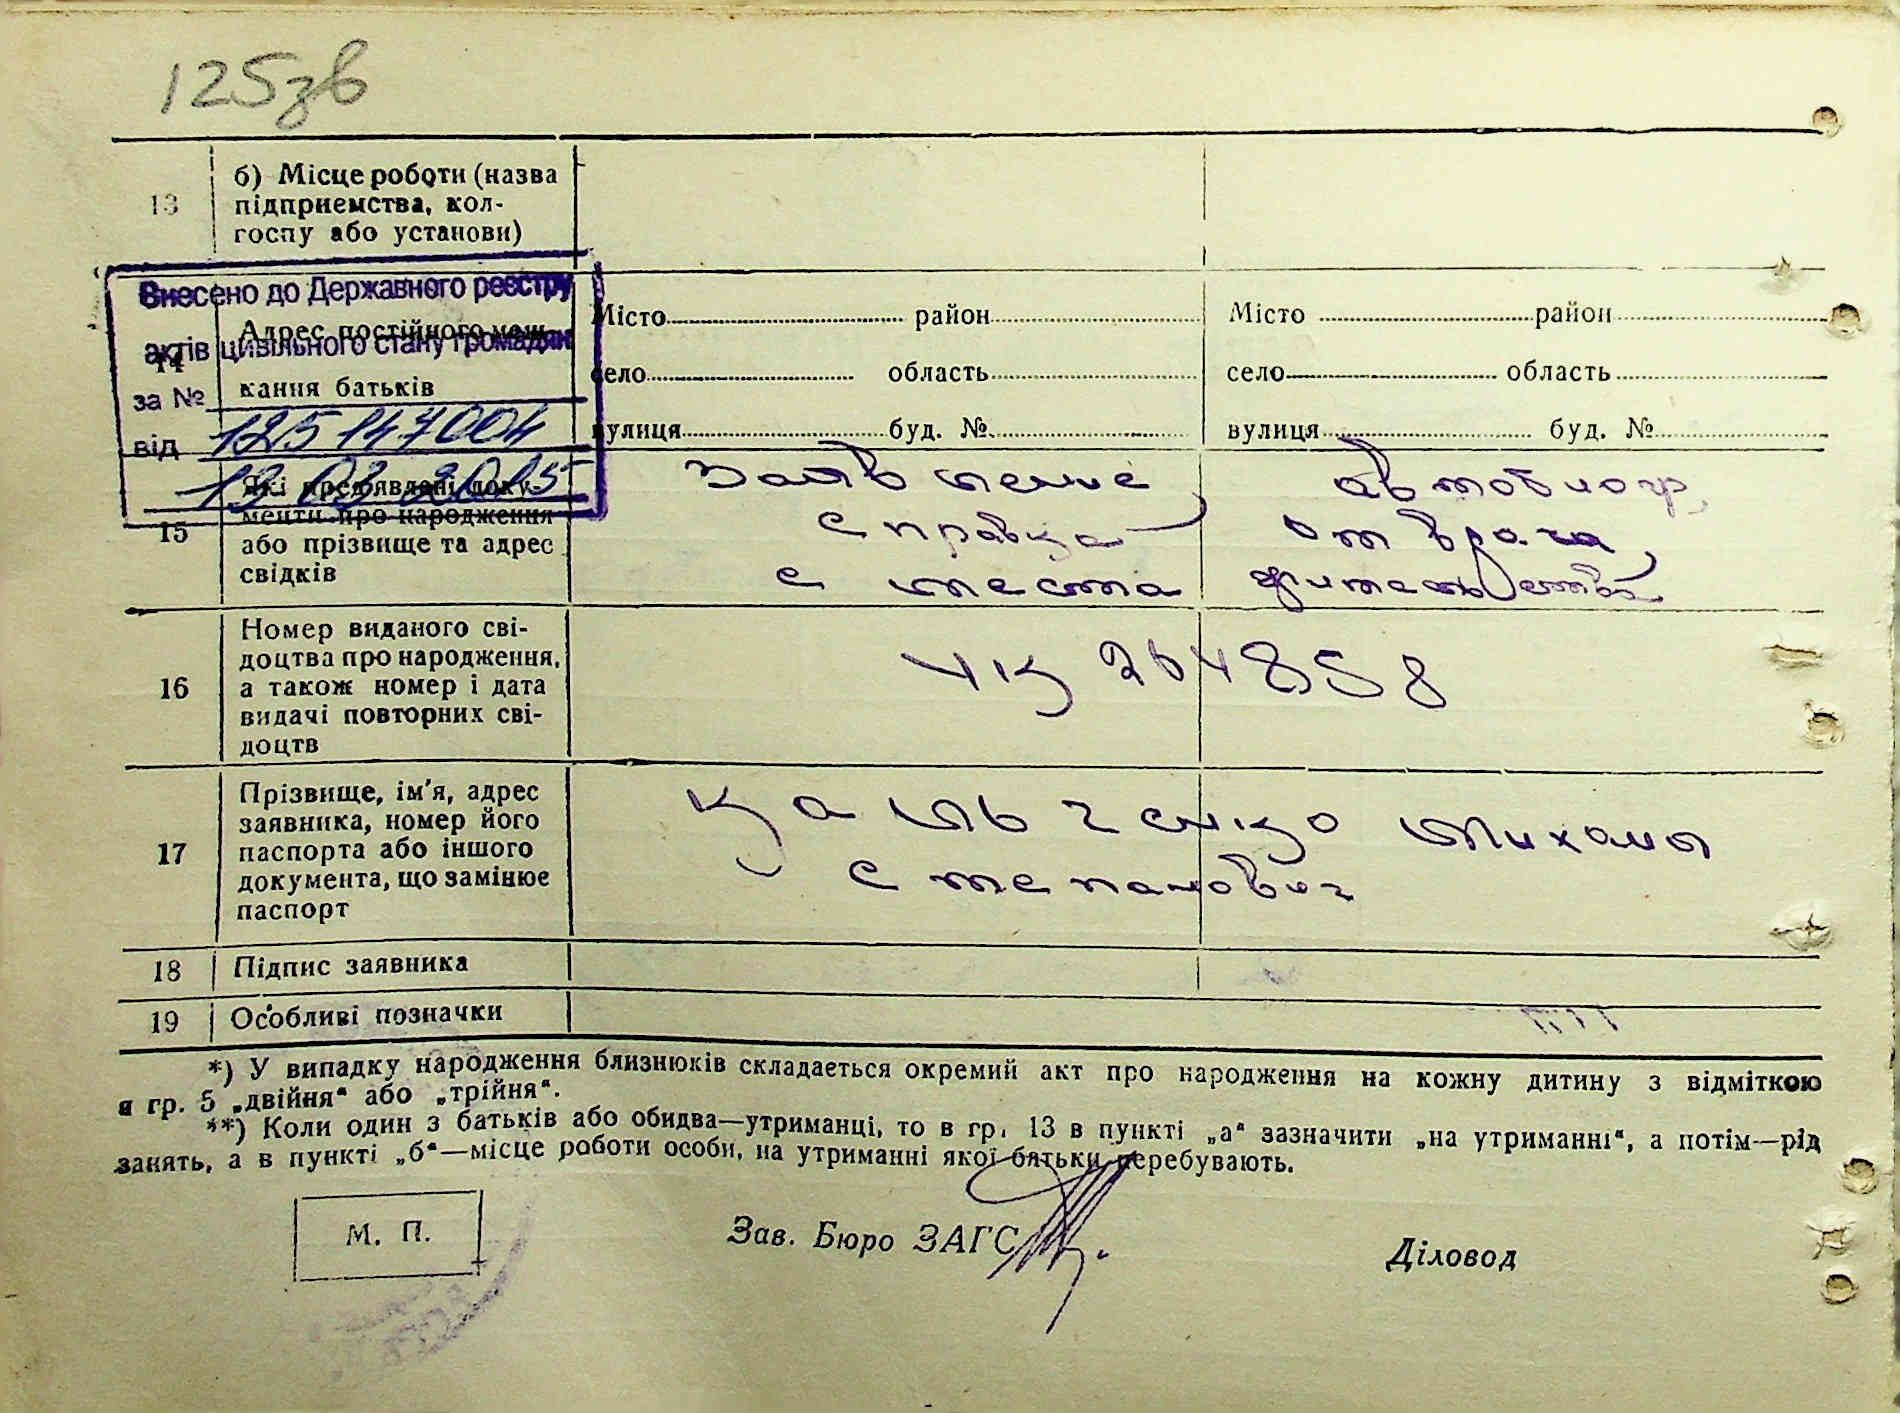 125зв
13
б) Місце роботи (назва
підприємства, кол-
госпу або установи)
Внесено до Державного реєстру
актів цивільного стану громадян
за № 125147004
від 13 03 2015
14
Адрес постійного меш-
кання батьків
Місто район
село область
вулиця буд. №
Місто район
село область
вулиця буд. №
15
Які пред'явлені доку-
менти про народження
або прізвище та адрес
свідків
Заявление, автобиогр,
справка от врача,
с места жительства
16
Номер виданого сві-
доцтва про народження,
а також номер і дата
видачі повторних сві-
доцтв
ЧК 264858
17
Прізвище, ім'я, адрес
заявника, номер його
паспорта або іншого
документа, що замінює
паспорт
Кальченко Михаил
Степанович
18
Підпис заявника
19
Особливі позначки
*) У випадку народження близнюків складається окремий акт про народження на кожну дитину з відміткою
в гр. 5 „двійня“ або „трійня“.
**) Коли один з батьків або обидва—утриманці, то в гр. 13 в пункті „а“ зазначити „на утриманні“, а потім—рід
занять, а в пункті „б“—місце роботи особи, на утриманні якої батьки перебувають.
М. П.
Зав. Бюро ЗАГС
Діловод